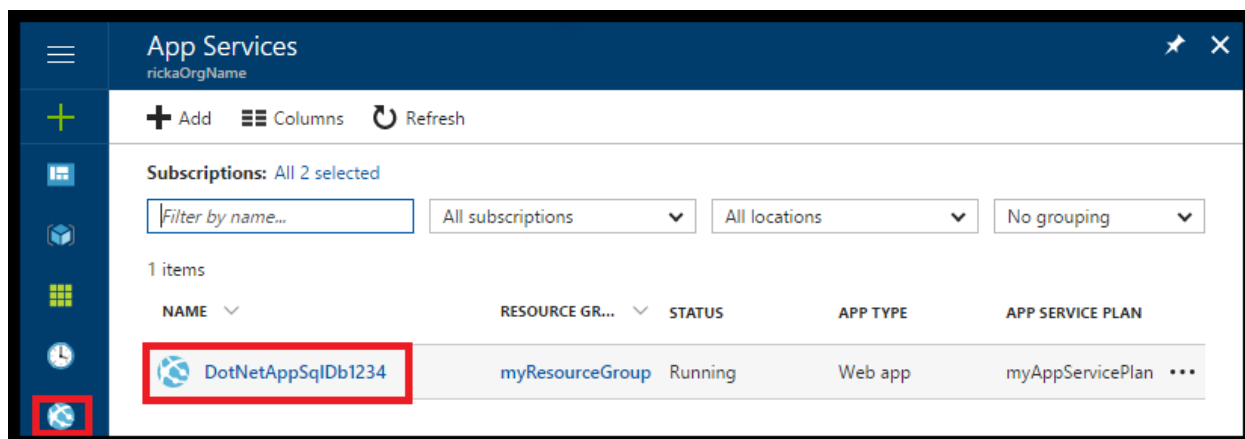 App Services
rickaOrgName
Add Columns Refresh
Subscriptions: All 2 selected
Filter by name... All subscriptions All locations No grouping
1 items
NAME RESOURCE GR... STATUS APP TYPE APP SERVICE PLAN
DotNetAppSqlDb1234 myResourceGroup Running Web app myAppServicePlan